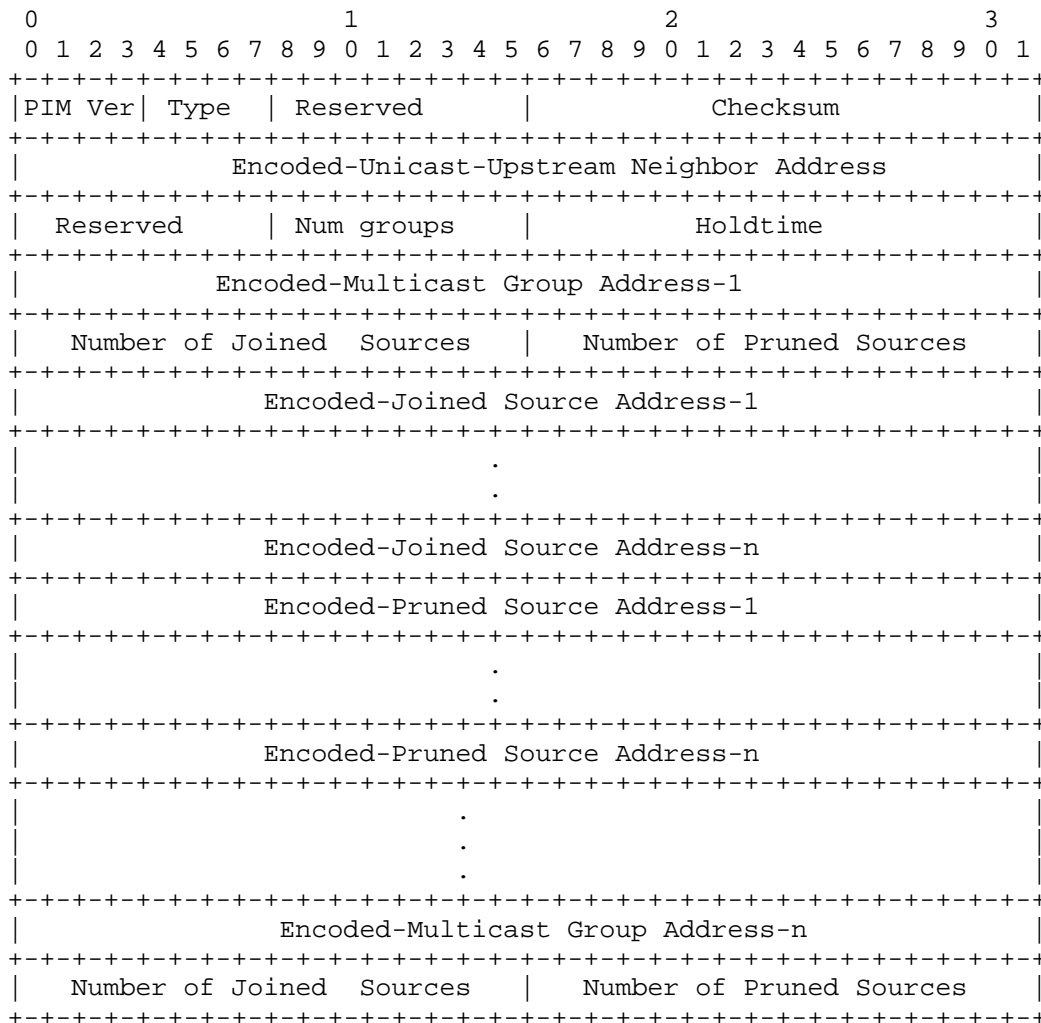 0                   1                   2                   3
 0 1 2 3 4 5 6 7 8 9 0 1 2 3 4 5 6 7 8 9 0 1 2 3 4 5 6 7 8 9 0 1
+-+-+-+-+-+-+-+-+-+-+-+-+-+-+-+-+-+-+-+-+-+-+-+-+-+-+-+-+-+-+-+-+
|PIM Ver| Type  | Reserved      |           Checksum            |
+-+-+-+-+-+-+-+-+-+-+-+-+-+-+-+-+-+-+-+-+-+-+-+-+-+-+-+-+-+-+-+-+
|             Encoded-Unicast-Upstream Neighbor Address         |
+-+-+-+-+-+-+-+-+-+-+-+-+-+-+-+-+-+-+-+-+-+-+-+-+-+-+-+-+-+-+-+-+
|  Reserved     | Num groups    |          Holdtime             |
+-+-+-+-+-+-+-+-+-+-+-+-+-+-+-+-+-+-+-+-+-+-+-+-+-+-+-+-+-+-+-+-+
|            Encoded-Multicast Group Address-1                  |
+-+-+-+-+-+-+-+-+-+-+-+-+-+-+-+-+-+-+-+-+-+-+-+-+-+-+-+-+-+-+-+-+
|   Number of Joined  Sources   |   Number of Pruned Sources    |
+-+-+-+-+-+-+-+-+-+-+-+-+-+-+-+-+-+-+-+-+-+-+-+-+-+-+-+-+-+-+-+-+
|               Encoded-Joined Source Address-1                 |
+-+-+-+-+-+-+-+-+-+-+-+-+-+-+-+-+-+-+-+-+-+-+-+-+-+-+-+-+-+-+-+-+
|                             .                                 |
|                             .                                 |
+-+-+-+-+-+-+-+-+-+-+-+-+-+-+-+-+-+-+-+-+-+-+-+-+-+-+-+-+-+-+-+-+
|               Encoded-Joined Source Address-n                 |
+-+-+-+-+-+-+-+-+-+-+-+-+-+-+-+-+-+-+-+-+-+-+-+-+-+-+-+-+-+-+-+-+
|               Encoded-Pruned Source Address-1                 |
+-+-+-+-+-+-+-+-+-+-+-+-+-+-+-+-+-+-+-+-+-+-+-+-+-+-+-+-+-+-+-+-+
|                             .                                 |
|                             .                                 |
+-+-+-+-+-+-+-+-+-+-+-+-+-+-+-+-+-+-+-+-+-+-+-+-+-+-+-+-+-+-+-+-+
|               Encoded-Pruned Source Address-n                 |
+-+-+-+-+-+-+-+-+-+-+-+-+-+-+-+-+-+-+-+-+-+-+-+-+-+-+-+-+-+-+-+-+
|                           .                                   |
|                           .                                   |
|                           .                                   |
+-+-+-+-+-+-+-+-+-+-+-+-+-+-+-+-+-+-+-+-+-+-+-+-+-+-+-+-+-+-+-+-+
|                Encoded-Multicast Group Address-n              |
+-+-+-+-+-+-+-+-+-+-+-+-+-+-+-+-+-+-+-+-+-+-+-+-+-+-+-+-+-+-+-+-+
|   Number of Joined  Sources   |   Number of Pruned Sources    |
+-+-+-+-+-+-+-+-+-+-+-+-+-+-+-+-+-+-+-+-+-+-+-+-+-+-+-+-+-+-+-+-+